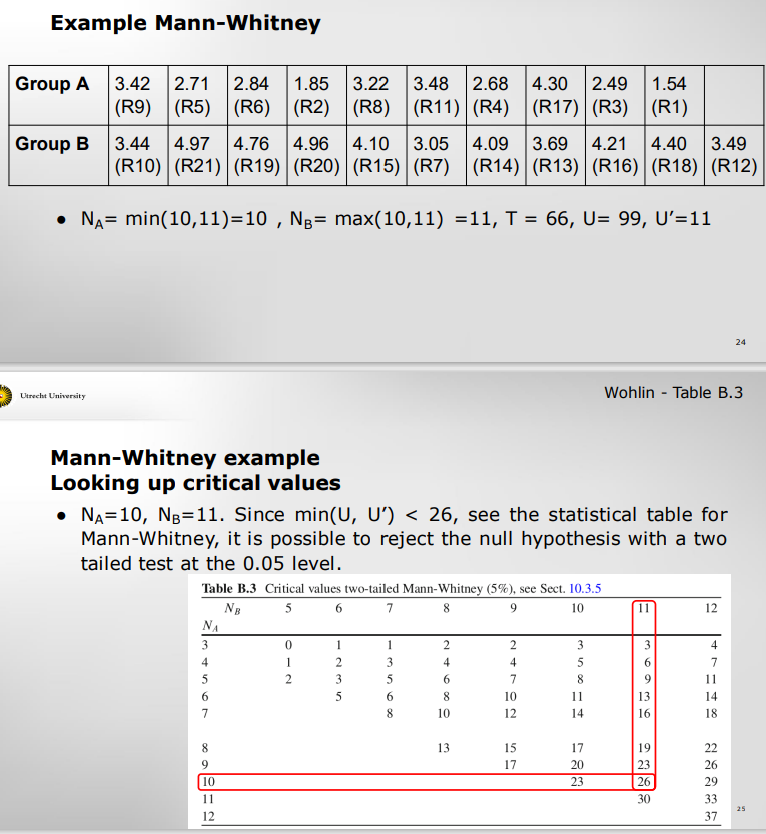 Example Mann-Whitney
Group A 3.42 2.71 2.84 1.85 3.22 3.48 2.68 4.30 2.49 1.54
(R9) (R5) (R6) (R2) (R8) (R11) (R4) (R17) (R3) (R1)
Group B 3.44 4.97 4.76 4.96 4.10 3.05 4.09 3.69 4.21 4.40 3.49
(R10) (R21) (R19) (R20) (R15) (R7) (R14) (R13) (R16) (R18) (R12)
• NA= min(10,11)=10 , NB= max(10,11) =11, T = 66, U= 99, U′=11
24
Utrecht University
Wohlin - Table B.3
Mann-Whitney example
Looking up critical values
• NA=10, NB=11. Since min(U, U′) < 26, see the statistical table for
Mann-Whitney, it is possible to reject the null hypothesis with a two
tailed test at the 0.05 level.
Table B.3 Critical values two-tailed Mann-Whitney (5%), see Sect. 10.3.5
NB 5 6 7 8 9 10 11 12
NA
3 0 1 1 2 2 3 3 4
4 1 2 3 4 4 5 6 7
5 2 3 5 6 7 8 9 11
6 5 6 8 10 11 13 14
7 8 10 12 14 16 18
8 13 15 17 19 22
9 17 20 23 26
10 23 26 29
11 30 33
12 37
25